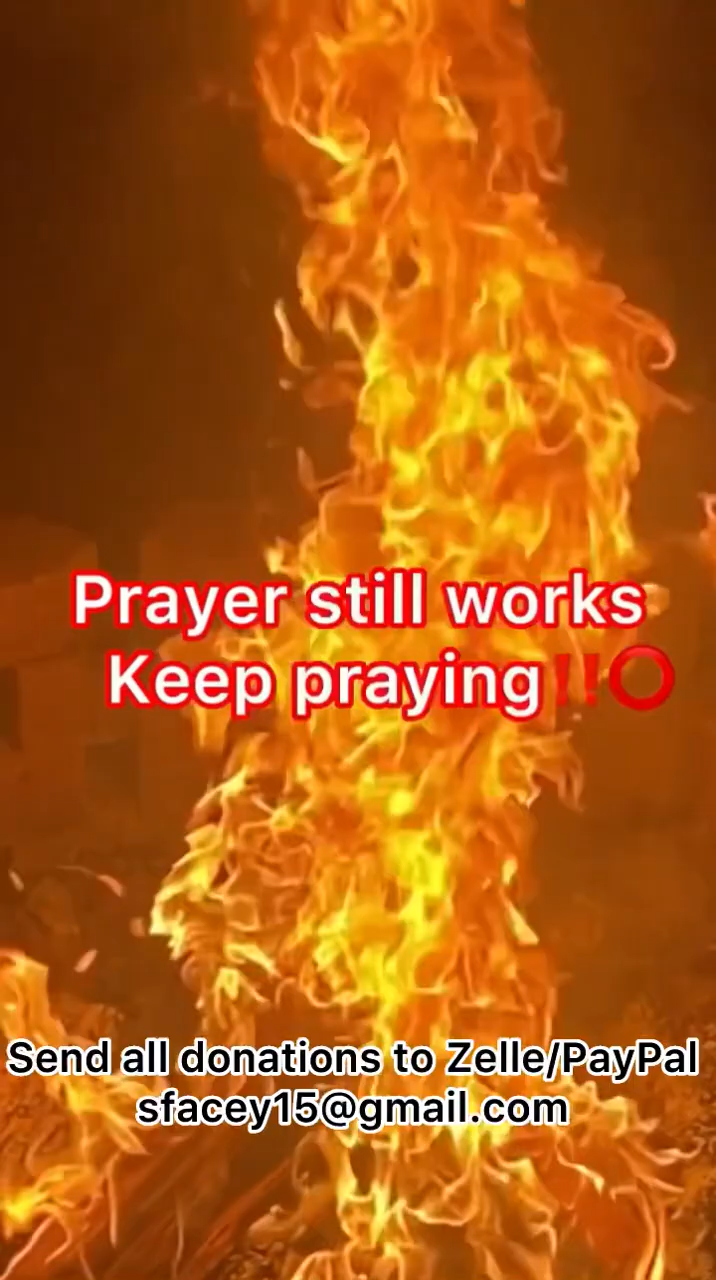 Prayer still works
Keep praying‼️⭕
Send all donations to Zelle/PayPal
sfacey15@gmail.com